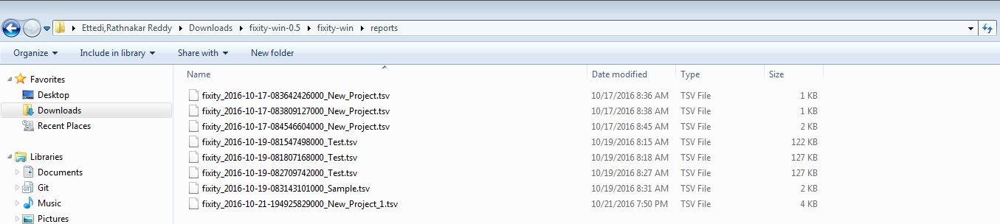 Ettedi,Rathnakar Reddy Downloads fixity-win-0.5 fixity-win reports
Organize Include in library Share with New folder
Favorites
Desktop
Downloads
Recent Places
Libraries
Documents
Git
Music
Pictures
Name Date modified Type Size
fixity_2016-10-17-083642426000_New_Project.tsv 10/17/2016 8:36 AM TSV File 1 KB
fixity_2016-10-17-083809127000_New_Project.tsv 10/17/2016 8:38 AM TSV File 1 KB
fixity_2016-10-17-084546604000_New_Project.tsv 10/17/2016 8:45 AM TSV File 2 KB
fixity_2016-10-19-081547498000_Test.tsv 10/19/2016 8:15 AM TSV File 122 KB
fixity_2016-10-19-081807168000_Test.tsv 10/19/2016 8:18 AM TSV File 127 KB
fixity_2016-10-19-082709742000_Test.tsv 10/19/2016 8:27 AM TSV File 127 KB
fixity_2016-10-19-083143101000_Sample.tsv 10/19/2016 8:31 AM TSV File 2 KB
fixity_2016-10-21-194925829000_New_Project_1.tsv 10/21/2016 7:50 PM TSV File 4 KB